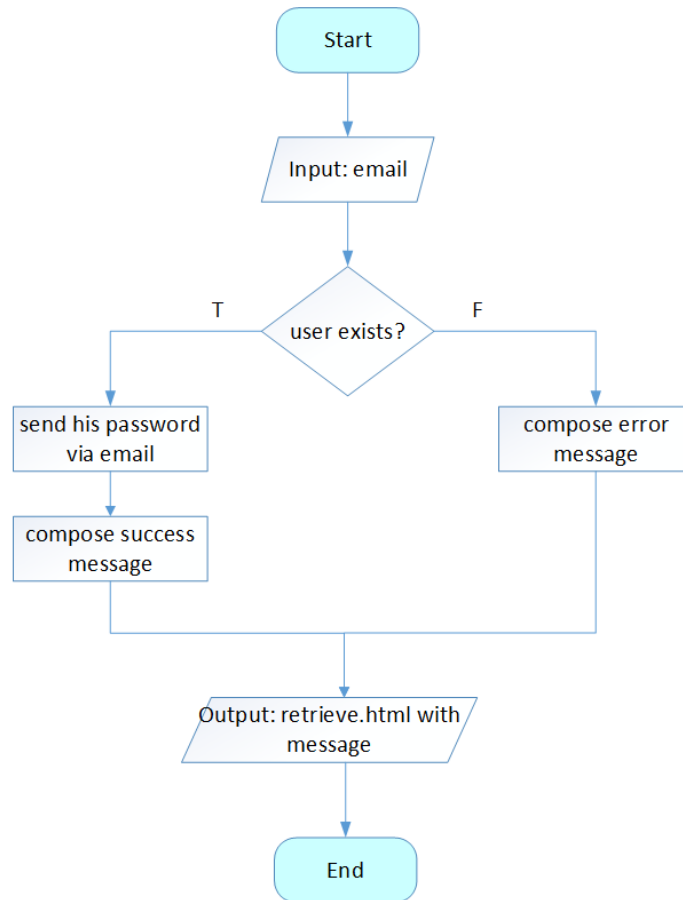 Start
Input: email
T
F
user exists?
send his password
via email
compose error
message
compose success
message
Output: retrieve.html with
message
End